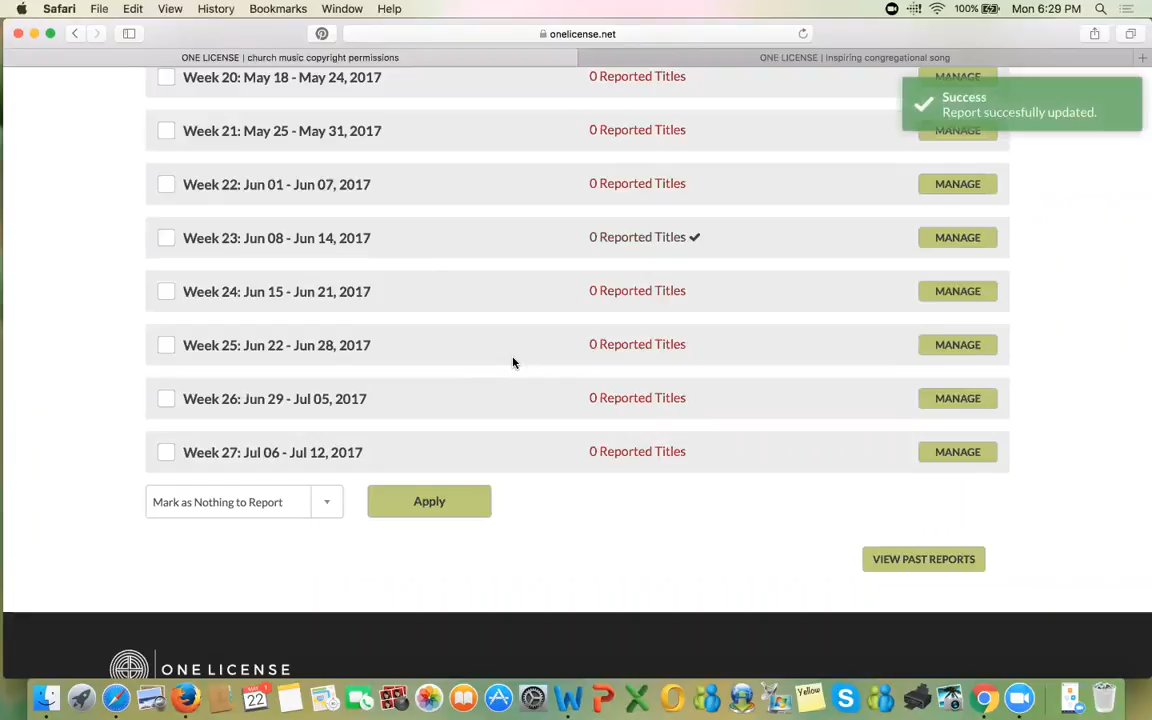 Safari File Edit View History Bookmarks Window Help 100% Mon 6:29 PM
onelicense.net
ONE LICENSE | church music copyright permissions ONE LICENSE | Inspiring congregational song
Week 20: May 18 - May 24, 2017 0 Reported Titles MANAGE
Success
Report succesfully updated.
Week 21: May 25 - May 31, 2017 0 Reported Titles MANAGE
Week 22: Jun 01 - Jun 07, 2017 0 Reported Titles MANAGE
Week 23: Jun 08 - Jun 14, 2017 0 Reported Titles MANAGE
Week 24: Jun 15 - Jun 21, 2017 0 Reported Titles MANAGE
Week 25: Jun 22 - Jun 28, 2017 0 Reported Titles MANAGE
Week 26: Jun 29 - Jul 05, 2017 0 Reported Titles MANAGE
Week 27: Jul 06 - Jul 12, 2017 0 Reported Titles MANAGE
Mark as Nothing to Report Apply
VIEW PAST REPORTS
ONE LICENSE
22
Yellow